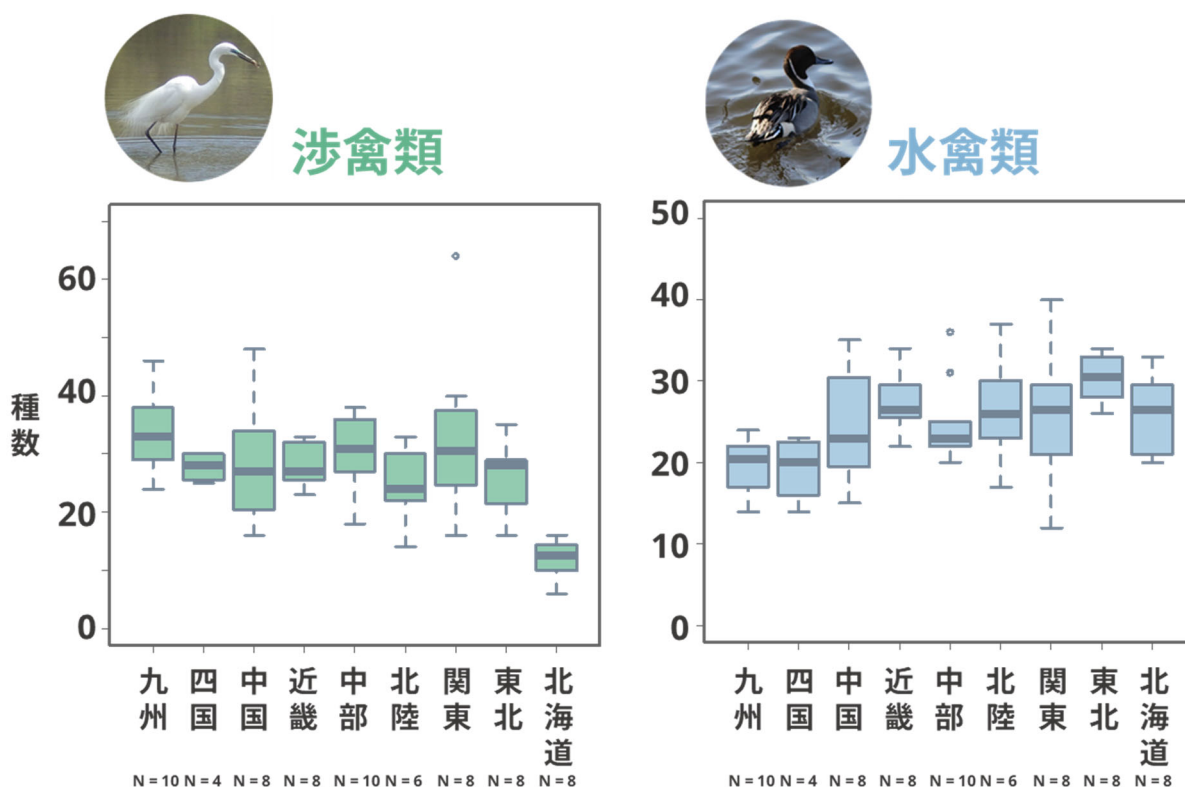 渉禽類
水禽類
種数
60
40
20
0
九州
四国
中国
近畿
中部
北陸
関東
東北
北海道
N = 10 N = 4 N = 8 N = 8 N = 10 N = 6 N = 8 N = 8 N = 8
50
40
30
20
10
0
九州
四国
中国
近畿
中部
北陸
関東
東北
北海道
N = 10 N = 4 N = 8 N = 8 N = 10 N = 6 N = 8 N = 8 N = 8